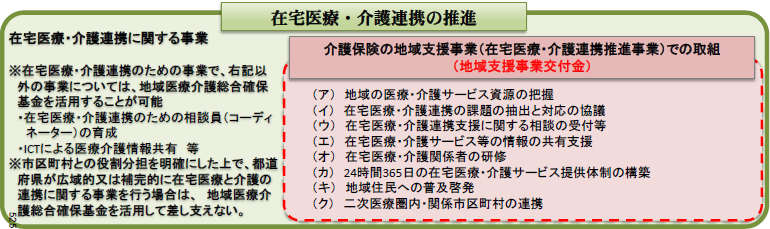 在宅医療・介護連携の推進
在宅医療・介護連携に関する事業
※在宅医療・介護連携のための事業で、右記以
外の事業については、地域医療介護総合確保
基金を活用することが可能
・在宅医療・介護連携のための相談員（コーディ
ネーター）の育成
・ICTによる医療介護情報共有　等
※市区町村との役割分担を明確にした上で、都道
府県が広域的又は補完的に在宅医療と介護の
連携に関する事業を行う場合は、地域医療介
護総合確保基金を活用して差し支えない。
525
介護保険の地域支援事業（在宅医療・介護連携推進事業）での取組
（地域支援事業交付金）
（ア）　地域の医療・介護サービス資源の把握
（イ）　在宅医療・介護連携の課題の抽出と対応の協議
（ウ）　在宅医療・介護連携支援に関する相談の受付等
（エ）　在宅医療・介護サービス等の情報の共有支援
（オ）　在宅医療・介護関係者の研修
（カ）　24時間365日の在宅医療・介護サービス提供体制の構築
（キ）　地域住民への普及啓発
（ク）　二次医療圏内・関係市区町村の連携